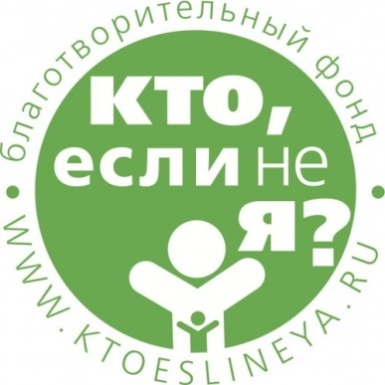 благотворительный фонд
кто,
если не
я?
WWW.KTOESLINEYA.RU